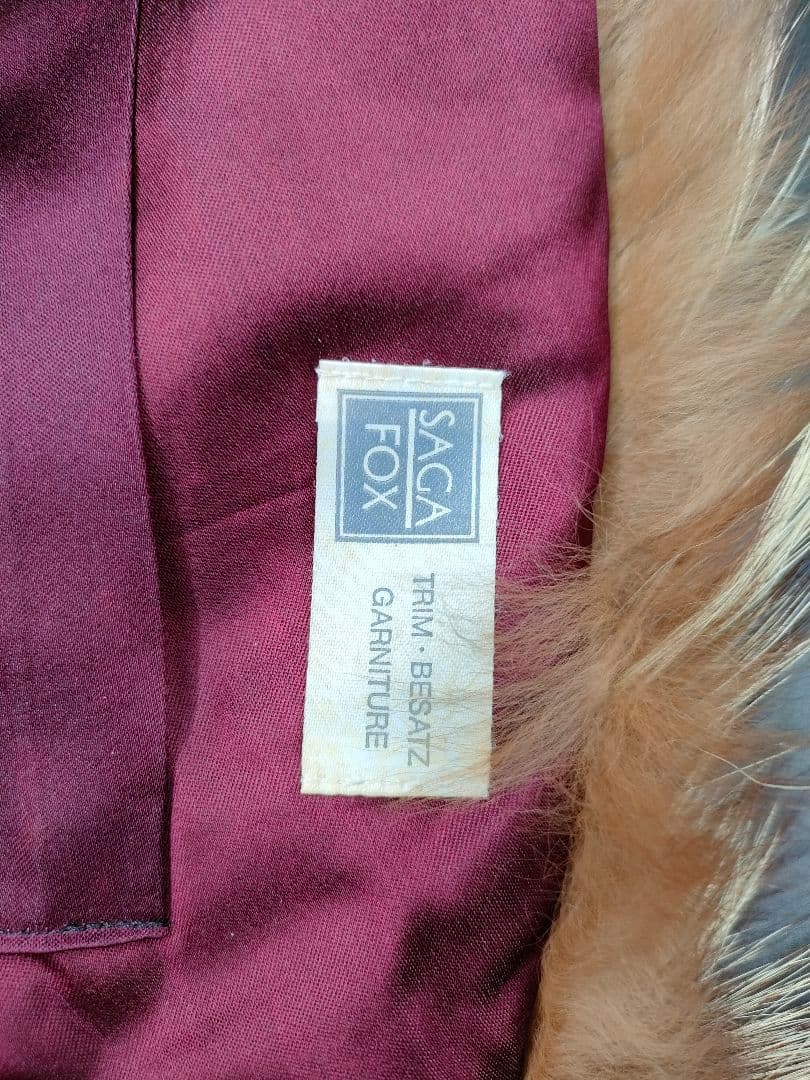 SAGA
FOX
TRIM · BESATZ
GARNITURE